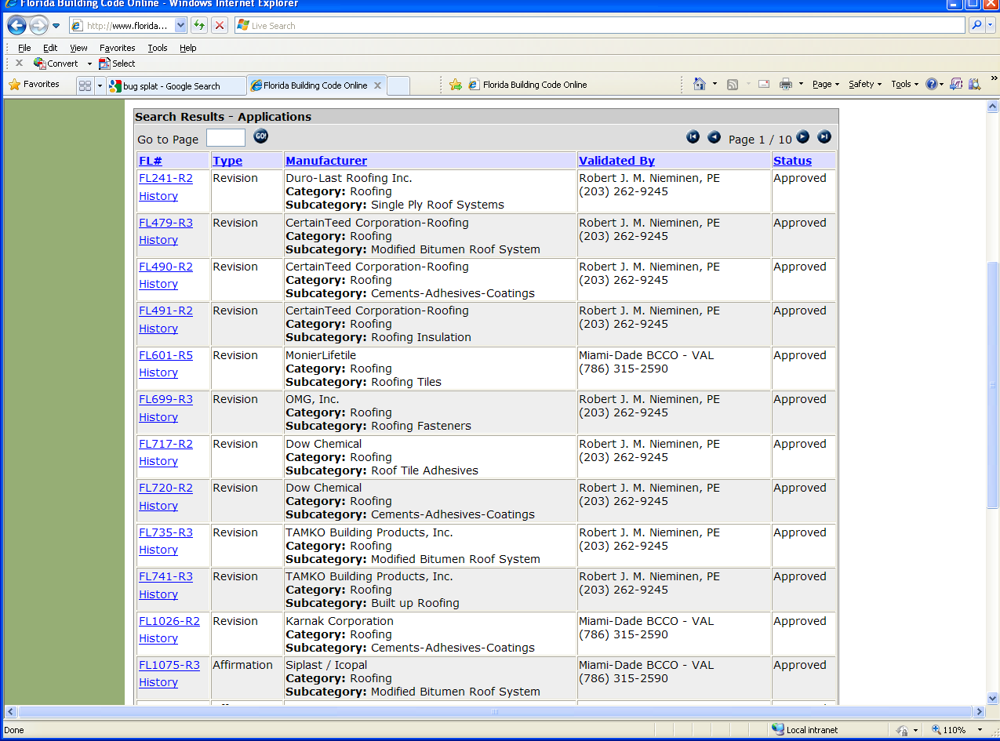 Florida Building Code Online - Windows Internet Explorer
http://www.florida...
Live Search
File Edit View Favorites Tools Help
Convert Select
Favorites bug splat - Google Search Florida Building Code Online Florida Building Code Online Page Safety Tools
Search Results - Applications
Go to Page GO! Page 1 / 10
FL# Type Manufacturer Validated By Status
FL241-R2 Revision Duro-Last Roofing Inc. Robert J. M. Nieminen, PE Approved
History Category: Roofing (203) 262-9245
Subcategory: Single Ply Roof Systems
FL479-R3 Revision CertainTeed Corporation-Roofing Robert J. M. Nieminen, PE Approved
History Category: Roofing (203) 262-9245
Subcategory: Modified Bitumen Roof System
FL490-R2 Revision CertainTeed Corporation-Roofing Robert J. M. Nieminen, PE Approved
History Category: Roofing (203) 262-9245
Subcategory: Cements-Adhesives-Coatings
FL491-R2 Revision CertainTeed Corporation-Roofing Robert J. M. Nieminen, PE Approved
History Category: Roofing (203) 262-9245
Subcategory: Roofing Insulation
FL601-R5 Revision MonierLifetile Miami-Dade BCCO - VAL Approved
History Category: Roofing (786) 315-2590
Subcategory: Roofing Tiles
FL699-R3 Revision OMG, Inc. Robert J. M. Nieminen, PE Approved
History Category: Roofing (203) 262-9245
Subcategory: Roofing Fasteners
FL717-R2 Revision Dow Chemical Robert J. M. Nieminen, PE Approved
History Category: Roofing (203) 262-9245
Subcategory: Roof Tile Adhesives
FL720-R2 Revision Dow Chemical Robert J. M. Nieminen, PE Approved
History Category: Roofing (203) 262-9245
Subcategory: Cements-Adhesives-Coatings
FL735-R3 Revision TAMKO Building Products, Inc. Robert J. M. Nieminen, PE Approved
History Category: Roofing (203) 262-9245
Subcategory: Modified Bitumen Roof System
FL741-R3 Revision TAMKO Building Products, Inc. Robert J. M. Nieminen, PE Approved
History Category: Roofing (203) 262-9245
Subcategory: Built up Roofing
FL1026-R2 Revision Karnak Corporation Miami-Dade BCCO - VAL Approved
History Category: Roofing (786) 315-2590
Subcategory: Cements-Adhesives-Coatings
FL1075-R3 Affirmation Siplast / Icopal Miami-Dade BCCO - VAL Approved
History Category: Roofing (786) 315-2590
Subcategory: Modified Bitumen Roof System
Done Local intranet 110%